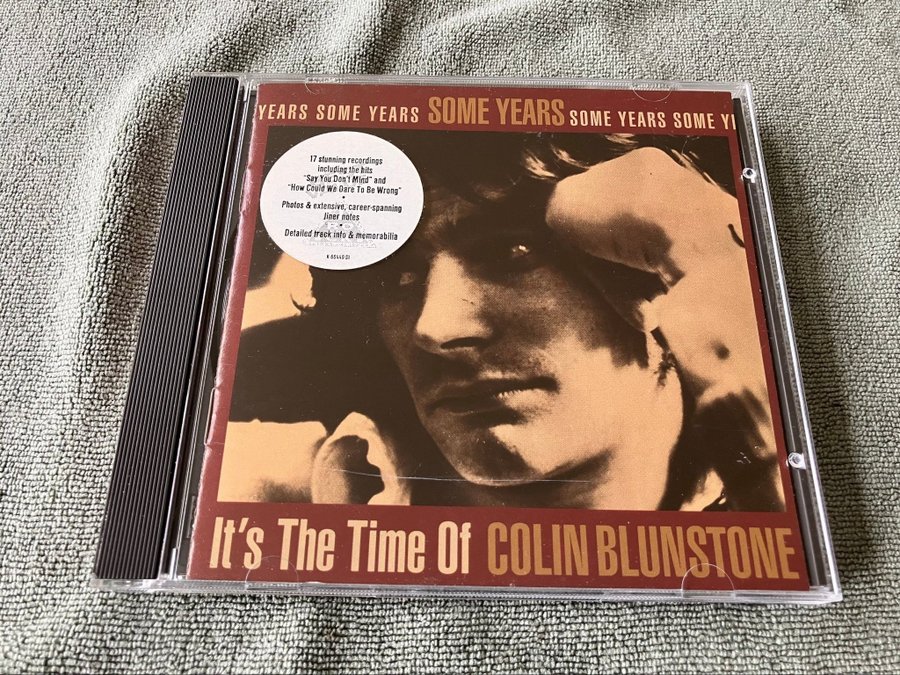 YEARS SOME YEARS SOME YEARS SOME YEARS SOME
17 stunning recordings
including the hits
"Say You Don't Mind" and
"How Could We Dare To Be Wrong"
•
Photos & extensive, career-spanning
liner notes
•
Detailed track info & memorabilia
It's The Time Of COLIN BLUNSTONE